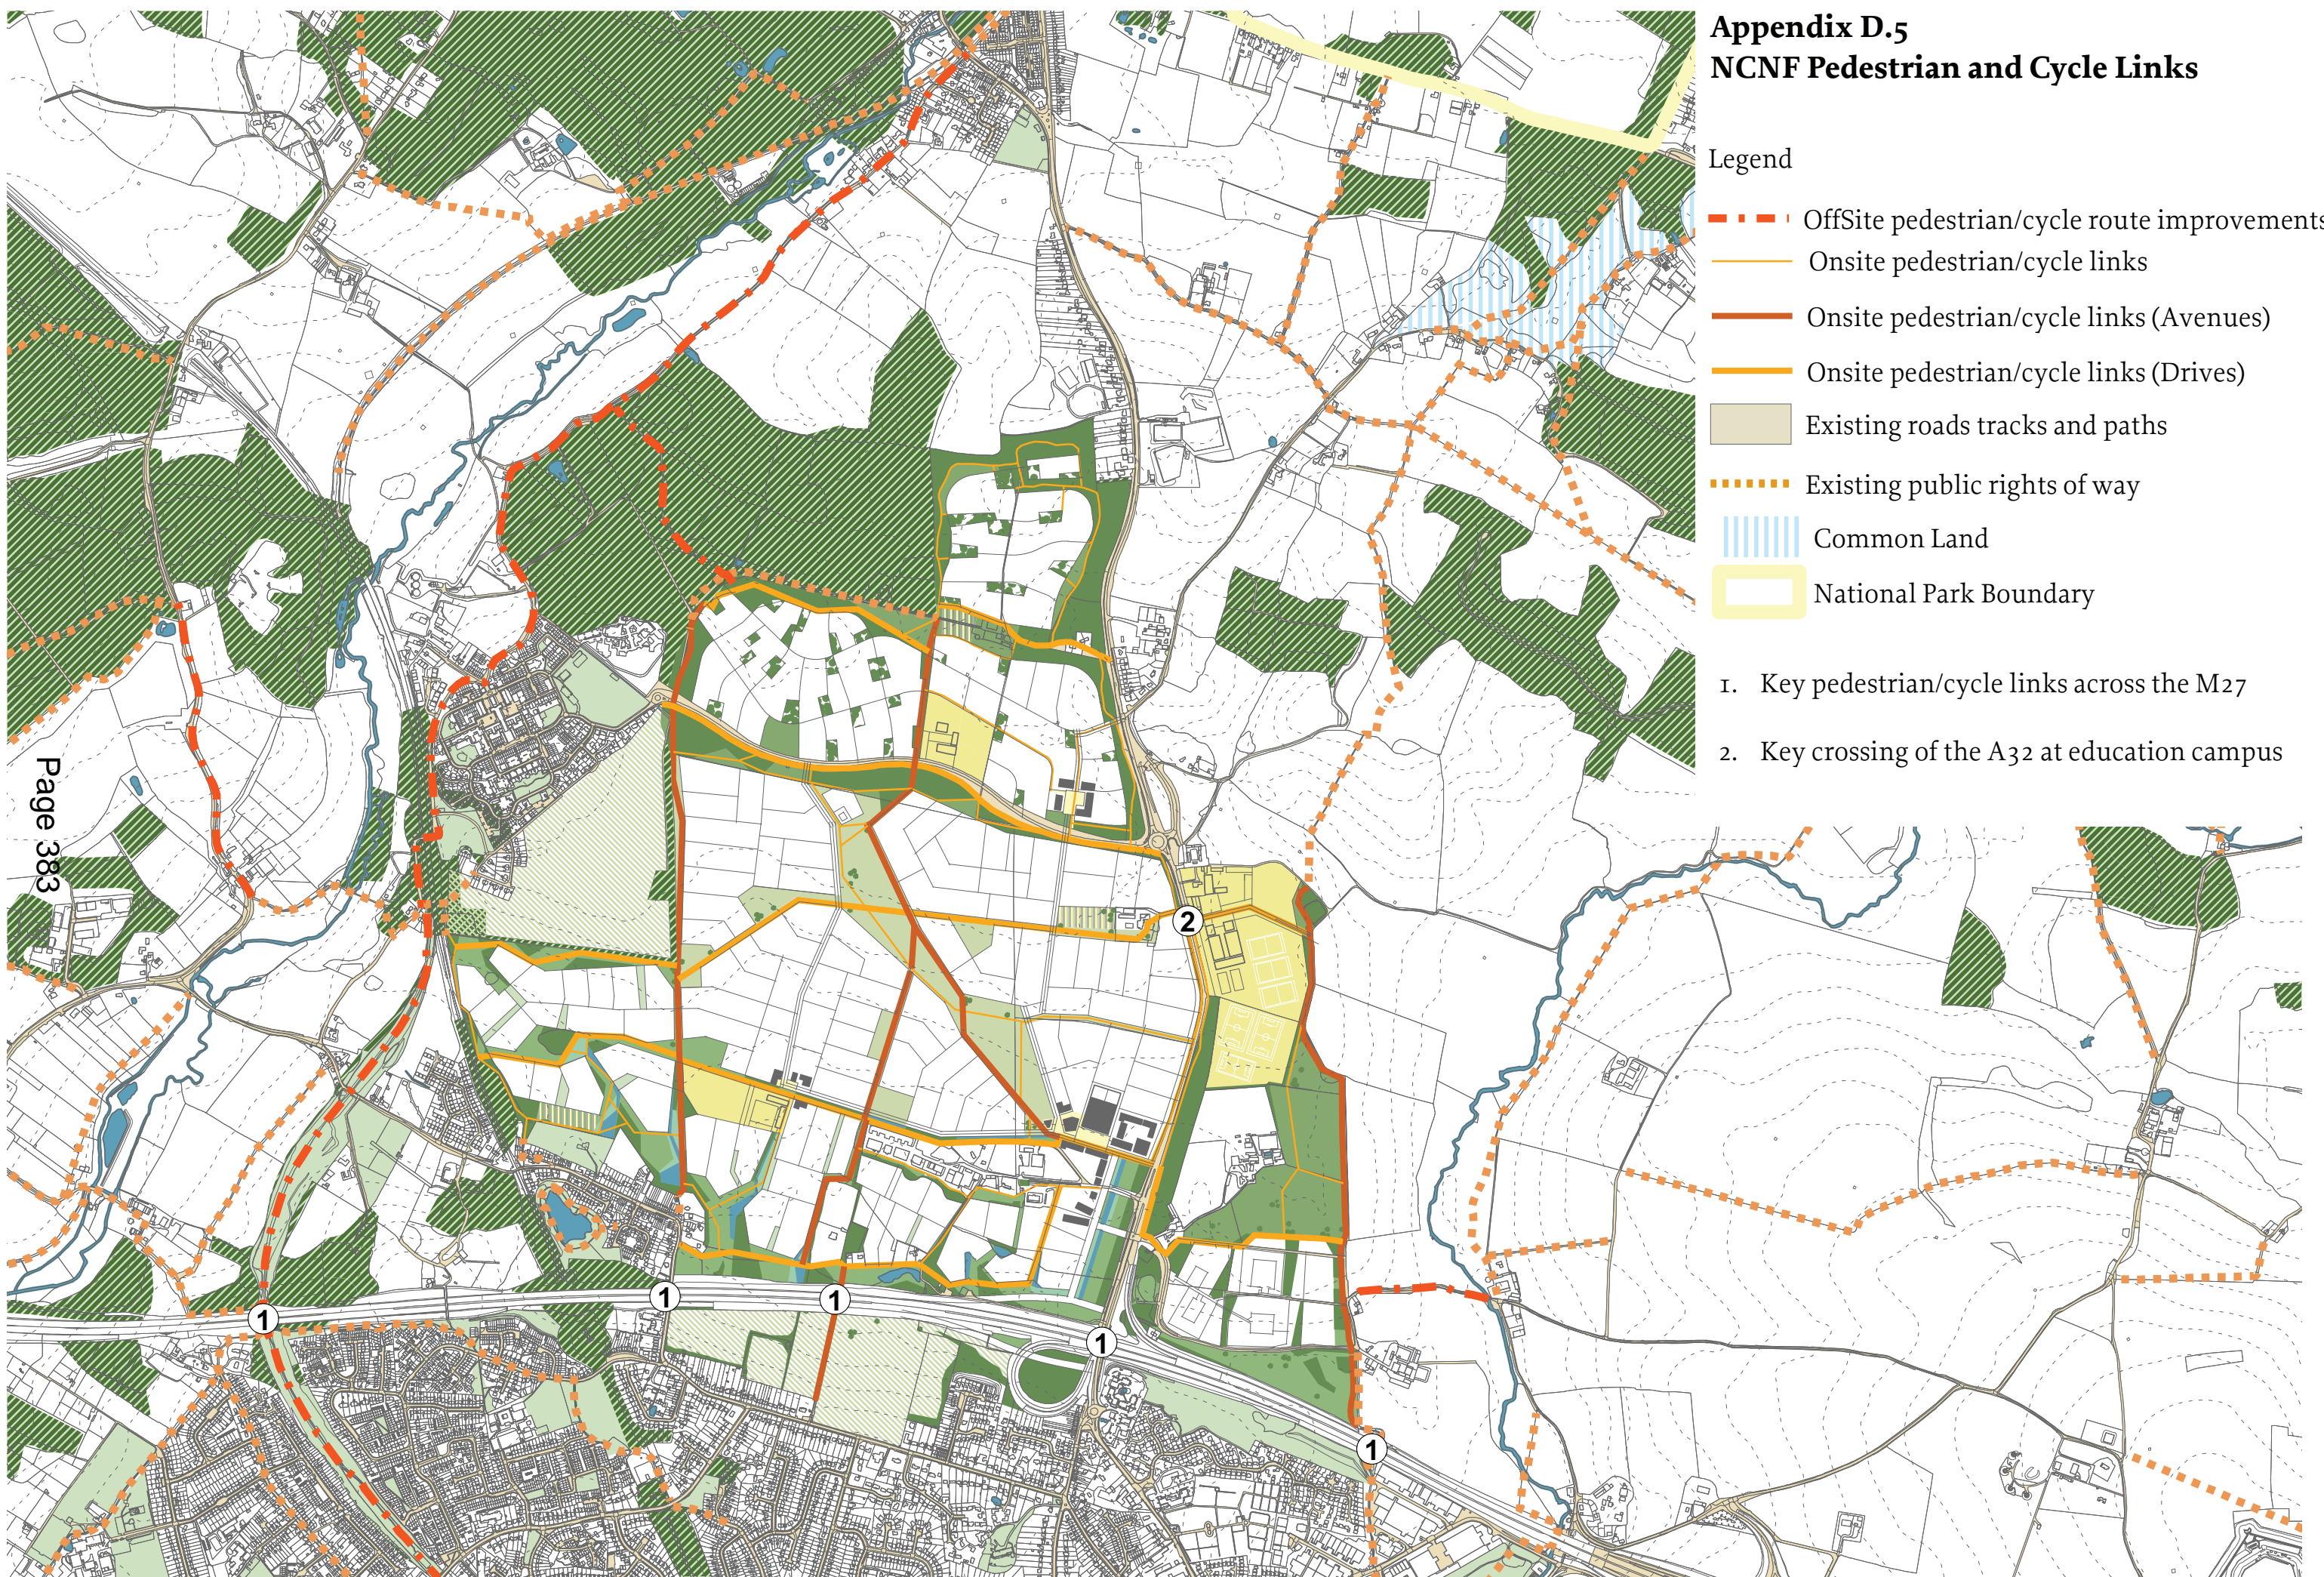 Appendix D.5
NCNF Pedestrian and Cycle Links
Legend
OffSite pedestrian/cycle route improvements
Onsite pedestrian/cycle links
Onsite pedestrian/cycle links (Avenues)
Onsite pedestrian/cycle links (Drives)
Existing roads tracks and paths
Existing public rights of way
Common Land
National Park Boundary
1. Key pedestrian/cycle links across the M27
2. Key crossing of the A32 at education campus
Page 383
2
1
1
1
1
1